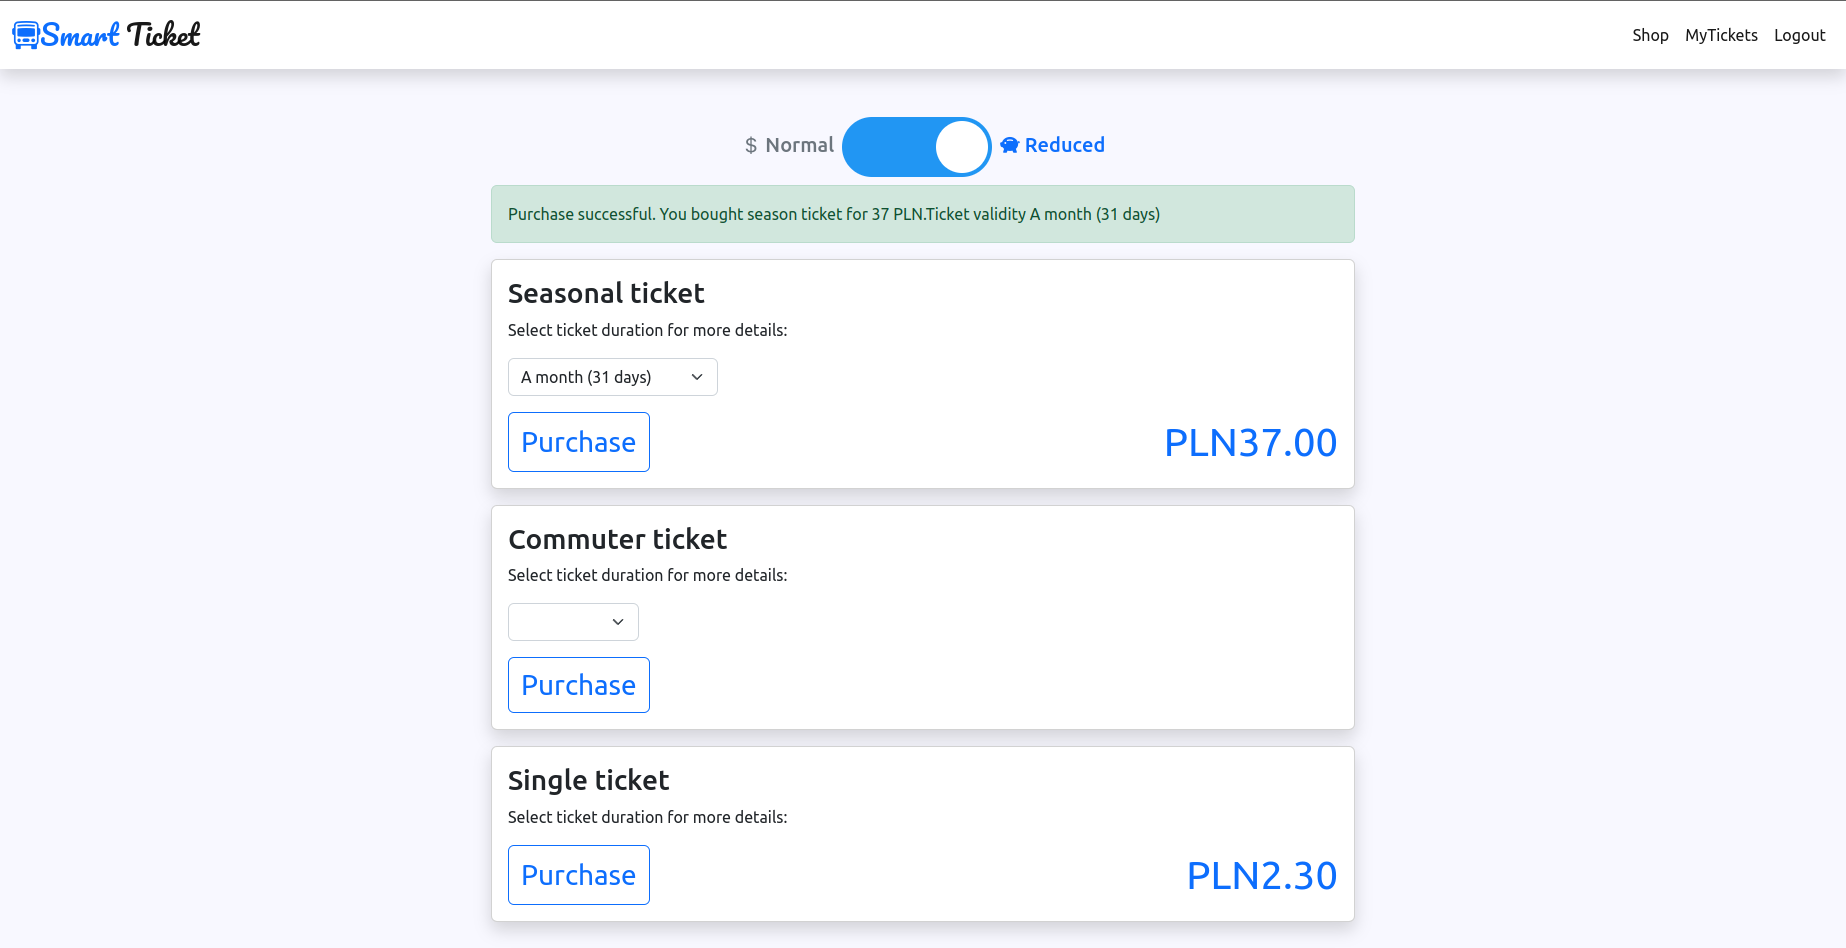 Smart Ticket
Shop MyTickets Logout
$ Normal Reduced
Purchase successful. You bought season ticket for 37 PLN.Ticket validity A month (31 days)
Seasonal ticket
Select ticket duration for more details:
A month (31 days)
Purchase PLN37.00
Commuter ticket
Select ticket duration for more details:
Purchase
Single ticket
Select ticket duration for more details:
Purchase PLN2.30